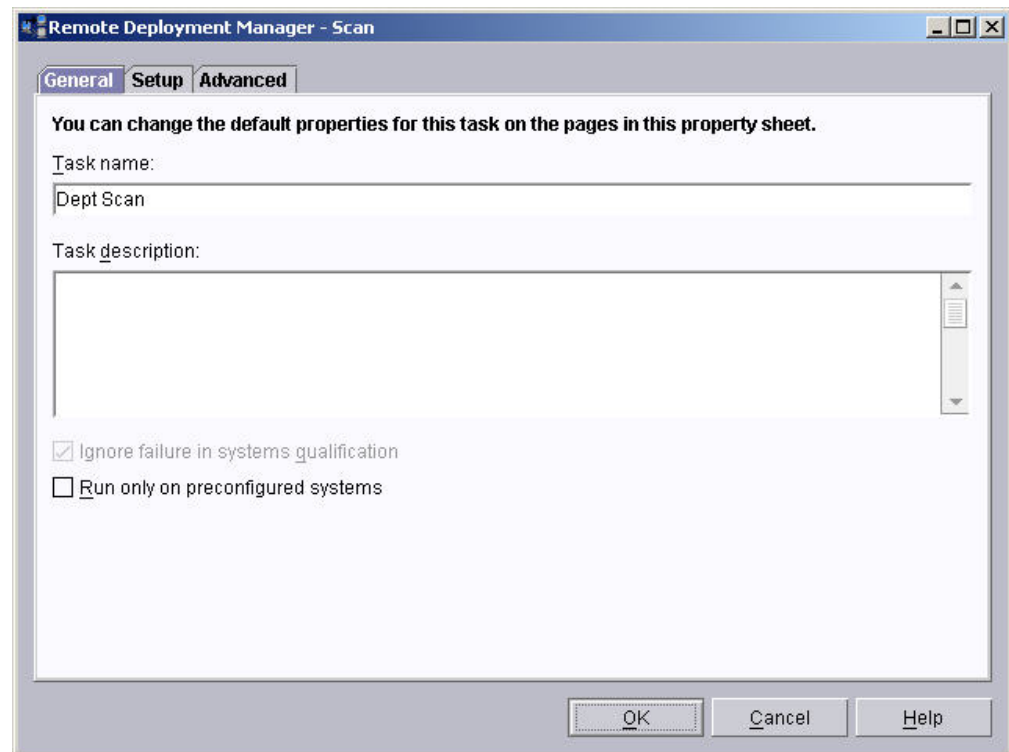 Remote Deployment Manager - Scan
General Setup Advanced
You can change the default properties for this task on the pages in this property sheet.
Task name:
Dept Scan
Task description:
Ignore failure in systems qualification
Run only on preconfigured systems
OK Cancel Help